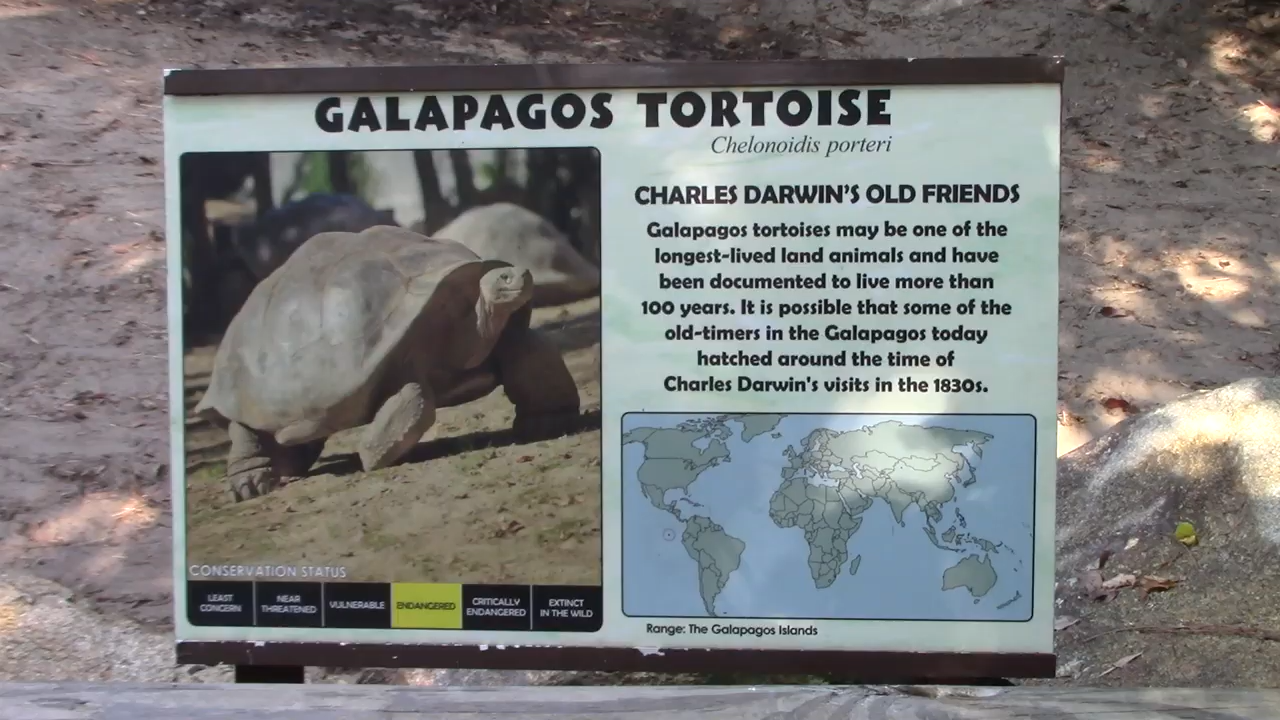 GALAPAGOS TORTOISE
Chelonoidis porteri
CHARLES DARWIN'S OLD FRIENDS
Galapagos tortoises may be one of the
longest-lived land animals and have
been documented to live more than
100 years. It is possible that some of the
old-timers in the Galapagos today
hatched around the time of
Charles Darwin's visits in the 1830s.
CONSERVATION STATUS
LEAST
CONCERN
NEAR
THREATENED
VULNERABLE
ENDANGERED
CRITICALLY
ENDANGERED
EXTINCT
IN THE WILD
Range: The Galapagos Islands